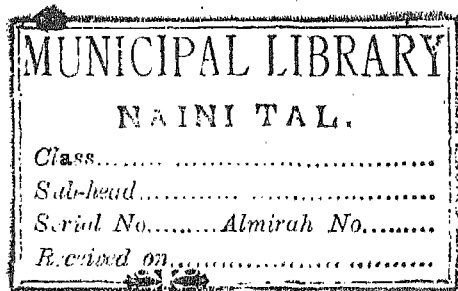 MUNICIPAL LIBRARY
NAINI TAL.
Class...............................................
Sub-head.......................................
Serial No.........Almirah No.........
Received on.......................................